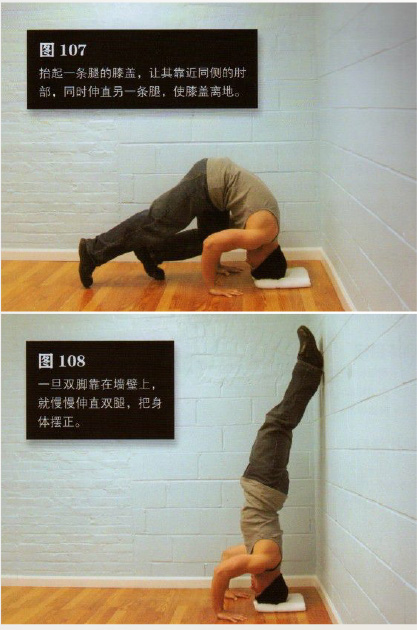 图 107
抬起一条腿的膝盖，让其靠近同侧的肘
部，同时伸直另一条腿，使膝盖离地。
图 108
一旦双脚靠在墙壁上，
就慢慢伸直双腿，把身
体摆正。